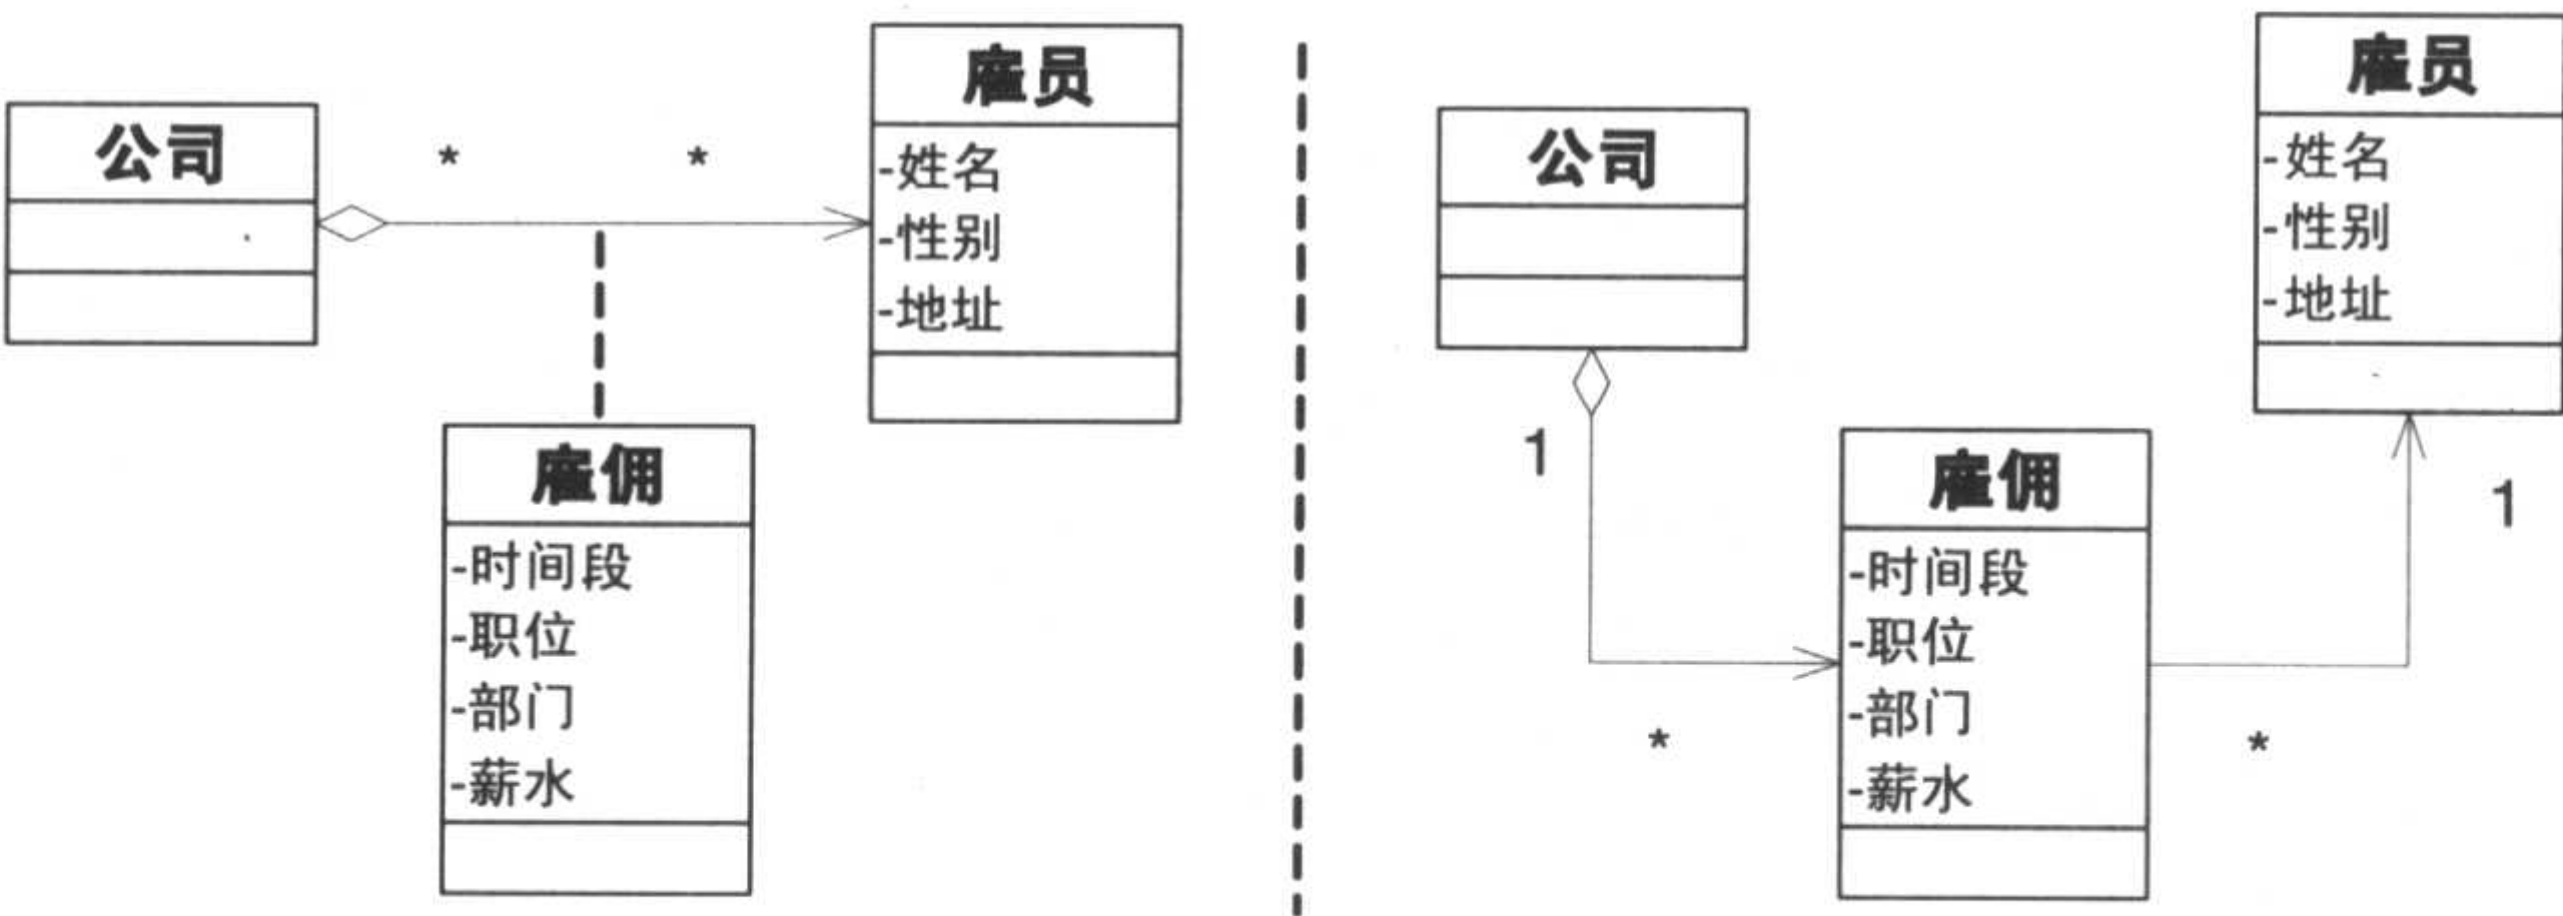 公司
*
*
雇员
-姓名
-性别
-地址
雇佣
-时间段
-职位
-部门
-薪水
公司
1
*
雇佣
-时间段
-职位
-部门
-薪水
*
1
雇员
-姓名
-性别
-地址